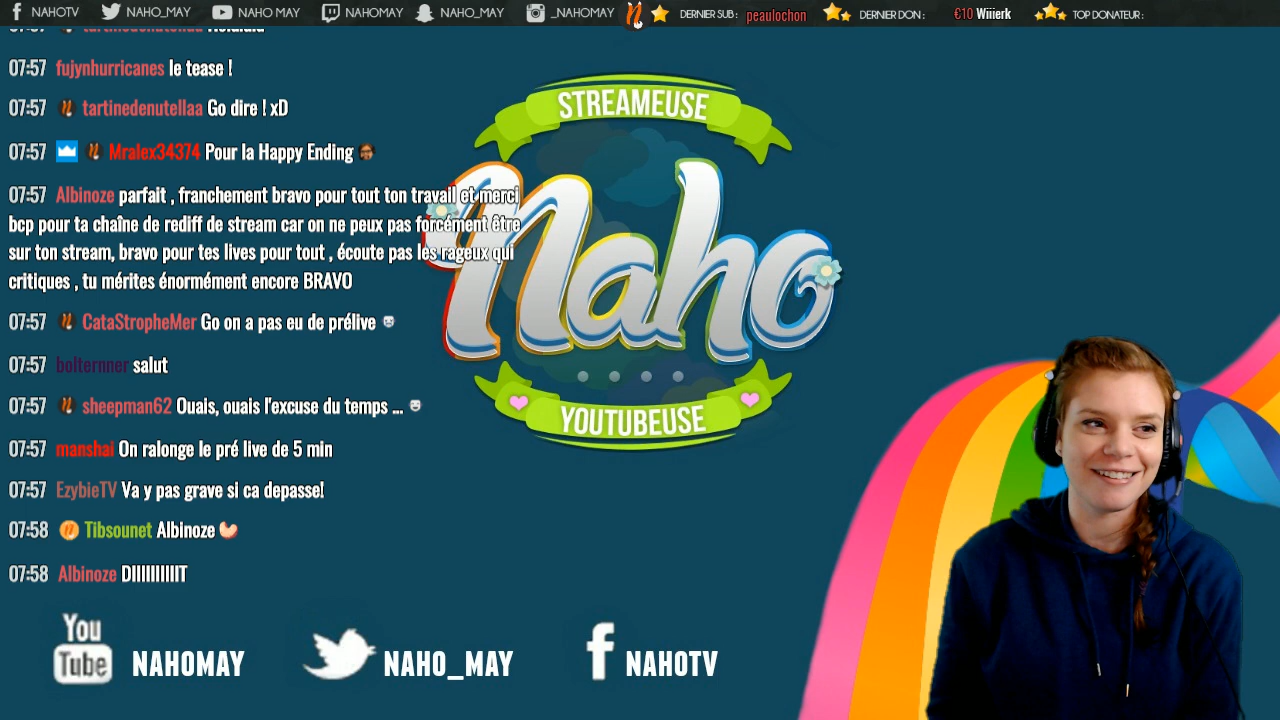 NAHOTV NAHO_MAY NAHO MAY NAHOMAY NAHO_MAY _NAHOMAY DERNIER SUB : peaulochon DERNIER DON : €10 Wiiierk TOP DONATEUR :
07:57 fujynhurricanes le tease !
07:57 tartinedenutellaa Go dire ! xD
07:57 Mralex34374 Pour la Happy Ending
07:57 Albinoze parfait , franchement bravo pour tout ton travail et merci
bcp pour ta chaîne de rediff de stream car on ne peux pas forcément être
sur ton stream, bravo pour tes lives pour tout , écoute pas les rageux qui
critiques , tu mérites énormément encore BRAVO
07:57 CataStropheMer Go on a pas eu de prélive
07:57 bolternner salut
07:57 sheepman62 Ouais, ouais l'excuse du temps ...
07:57 manshai On ralonge le pré live de 5 min
07:57 EzybieTV Va y pas grave si ca depasse!
07:58 Tibsounet Albinoze
07:58 Albinoze DIIIIIIIIIIT
STREAMEUSE
Naho
YOUTUBEUSE
You
Tube NAHOMAY NAHO_MAY NAHOTV